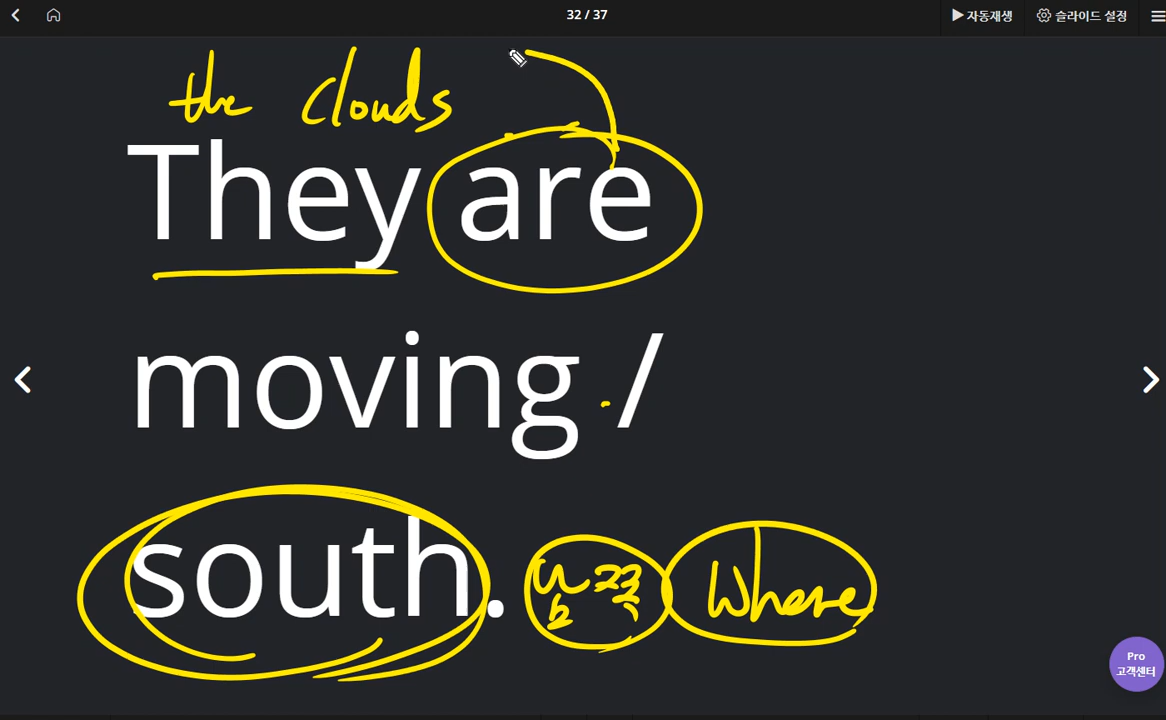 32 / 37
자동재생
슬라이드 설정
the Clouds
They are
moving /
south. 남쪽 Where
Pro
고객센터